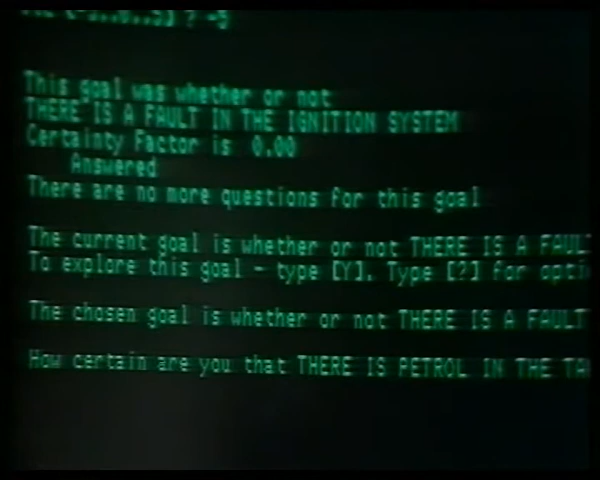 This goal was whether or not
THERE IS A FAULT IN THE IGNITION SYSTEM
Certainty Factor is 0.00
Answered
There are no more questions for this goal
The current goal is whether or not THERE IS A FAUL
To explore this goal - type [Y]. Type [?] for opti
The chosen goal is whether or not THERE IS A FAULT
How certain are you that THERE IS PETROL IN THE TA